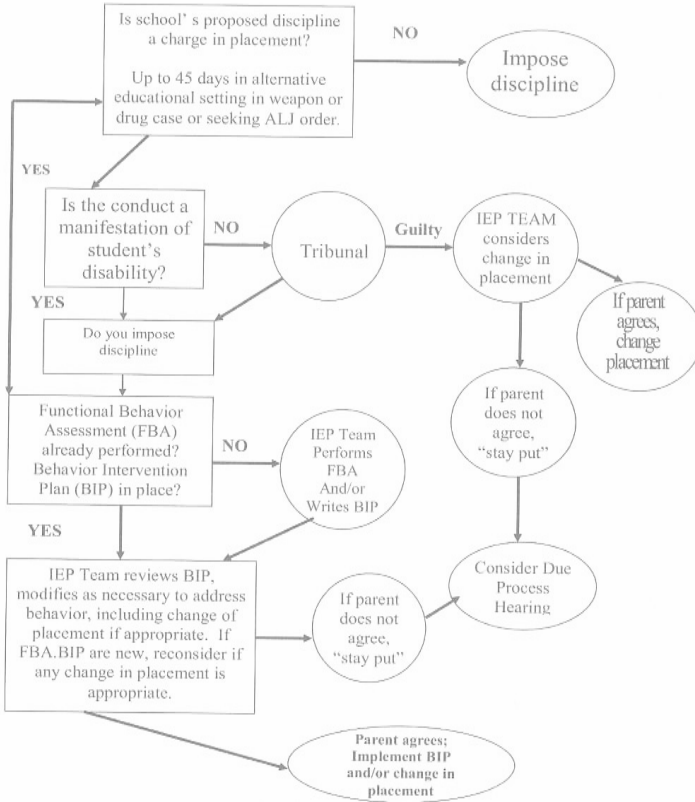 Is school' s proposed discipline
a charge in placement?
Up to 45 days in alternative
educational setting in weapon or
drug case or seeking ALJ order.
NO
Impose
discipline
YES
Is the conduct a
manifestation of
student's
disability?
NO
Tribunal
Guilty
IEP TEAM
considers
change in
placement
If parent
agrees,
change
placement
YES
Do you impose
discipline
If parent
does not
agree,
"stay put"
Functional Behavior
Assessment (FBA)
already performed?
Behavior Intervention
Plan (BIP) in place?
NO
IEP Team
Performs
FBA
And/or
Writes BIP
YES
Consider Due
Process
Hearing
IEP Team reviews BIP,
modifies as necessary to address
behavior, including change of
placement if appropriate. If
FBA.BIP are new, reconsider if
any change in placement is
appropriate.
If parent
does not
agree,
"stay put"
Parent agrees;
Implement BIP
and/or change in
placement